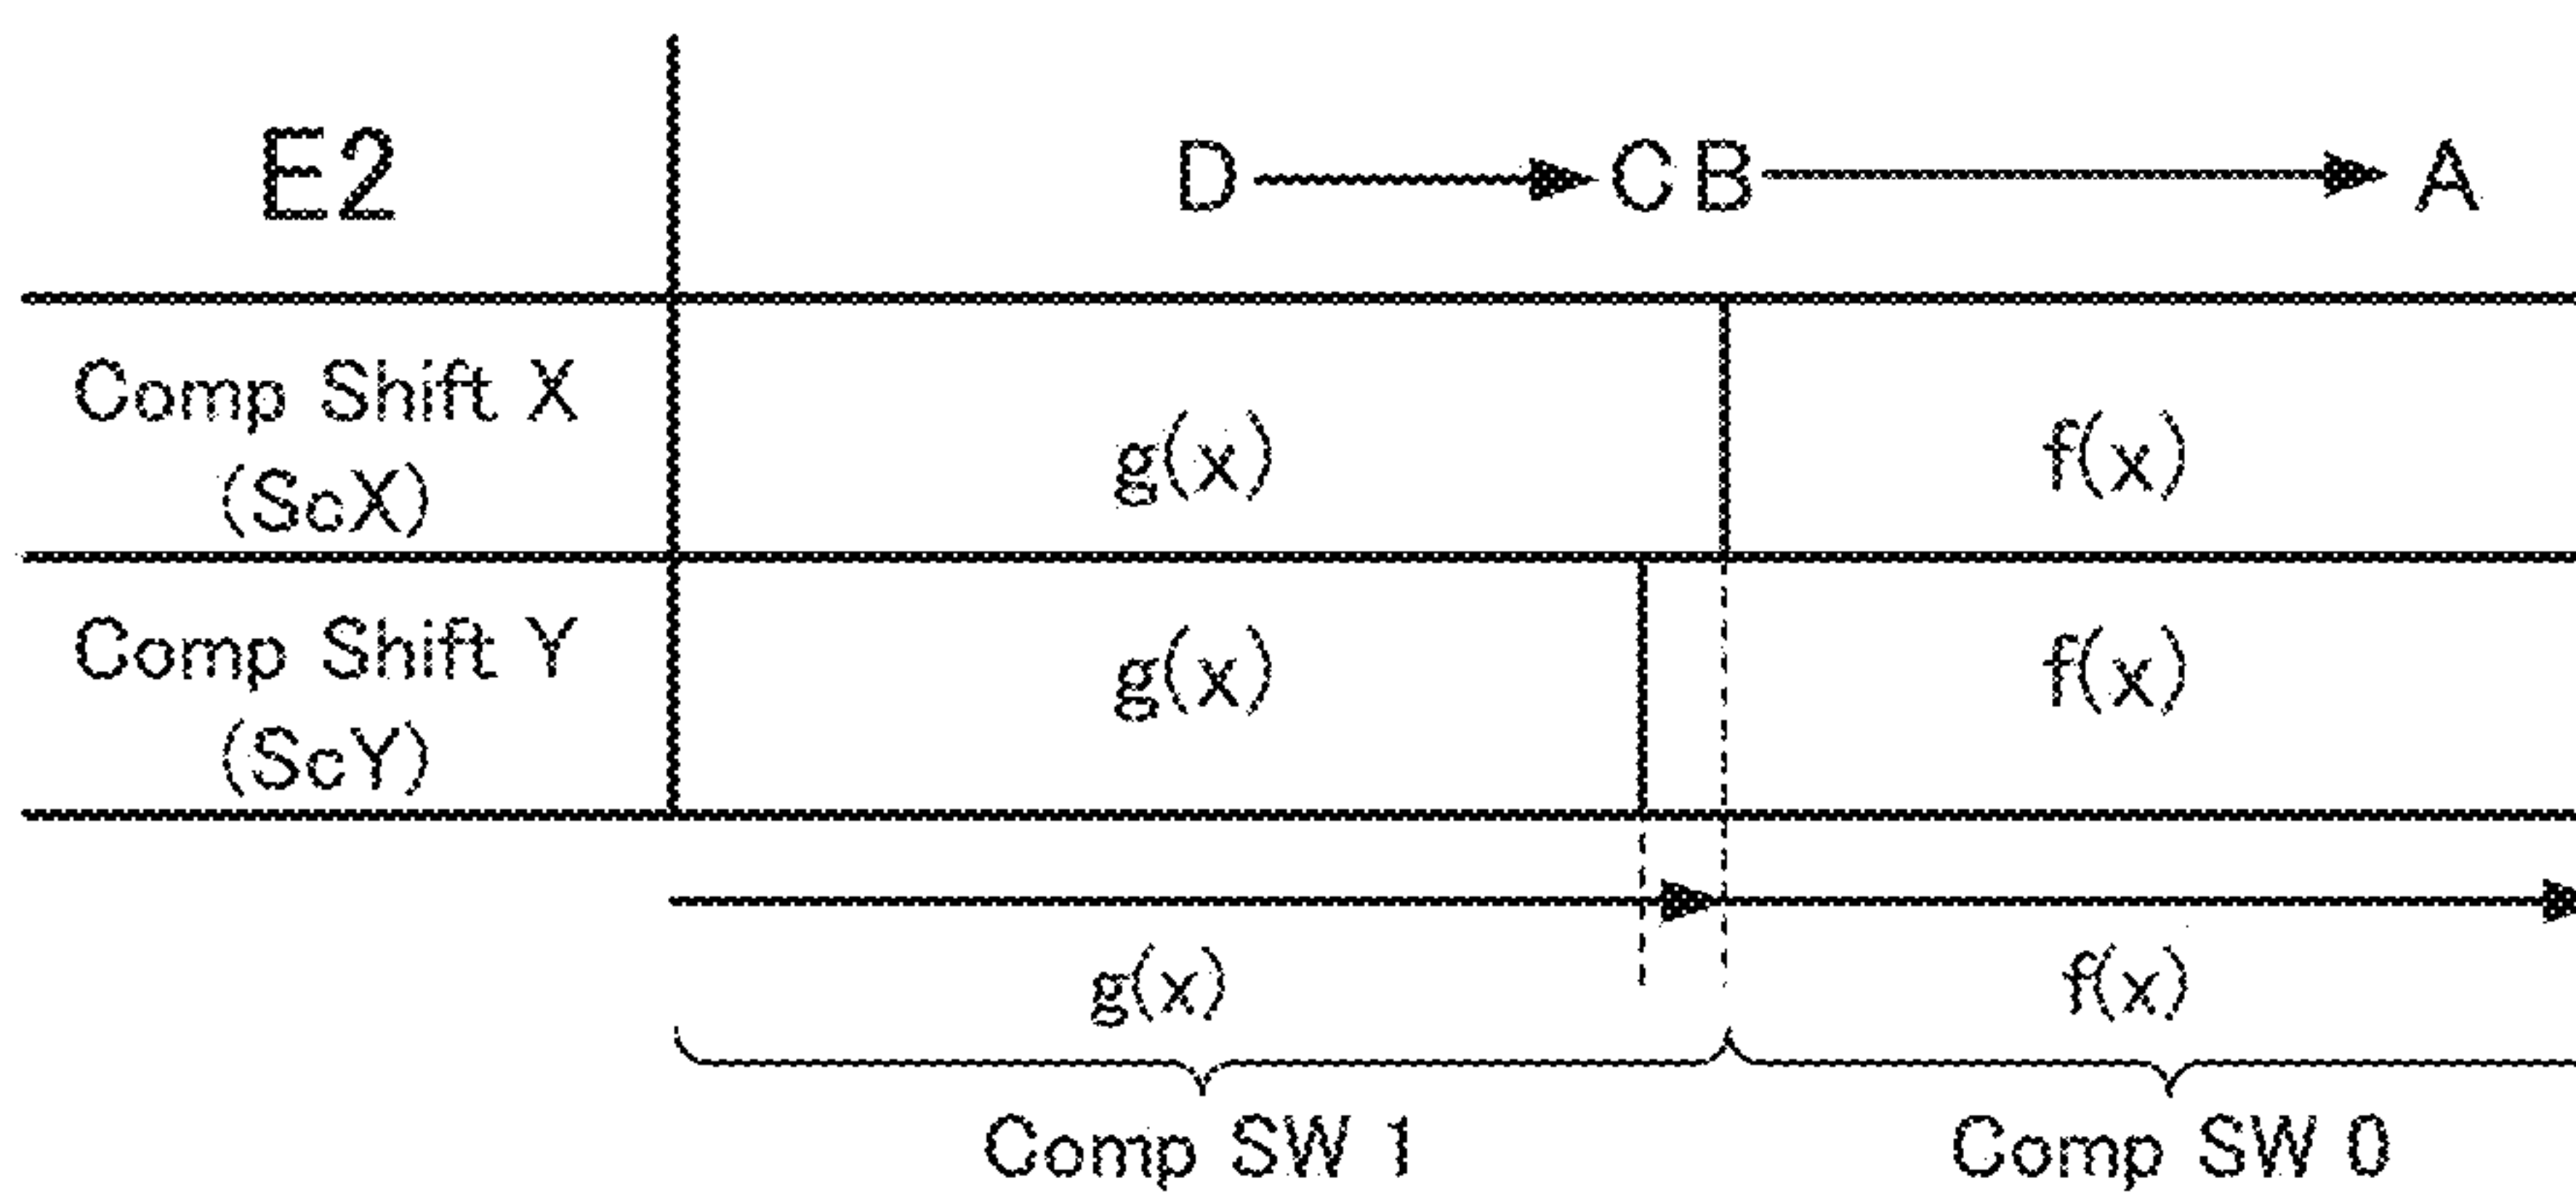 E2 D C B A
Comp Shift X
(ScX)
g(x) f(x)
Comp Shift Y
(ScY)
g(x) f(x)
g(x) f(x)
Comp SW 1 Comp SW 0